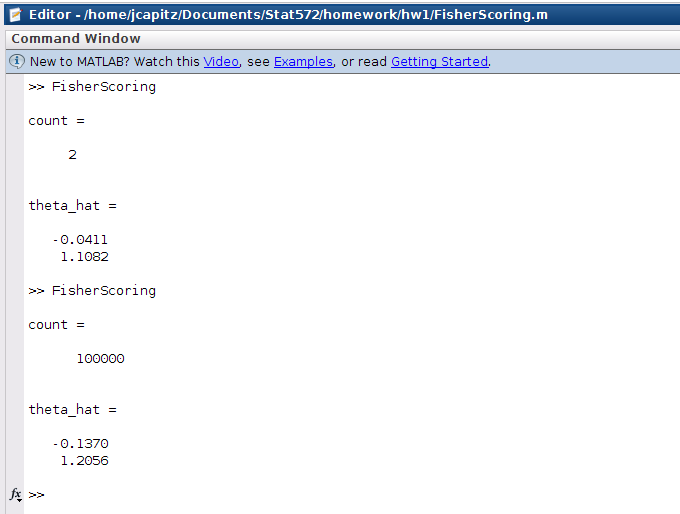 Editor - /home/jcapitz/Documents/Stat572/homework/hw1/FisherScoring.m
Command Window
New to MATLAB? Watch this Video, see Examples, or read Getting Started.
>> FisherScoring
count =
2
theta_hat =
-0.0411
1.1082
>> FisherScoring
count =
100000
theta_hat =
-0.1370
1.2056
fx >>